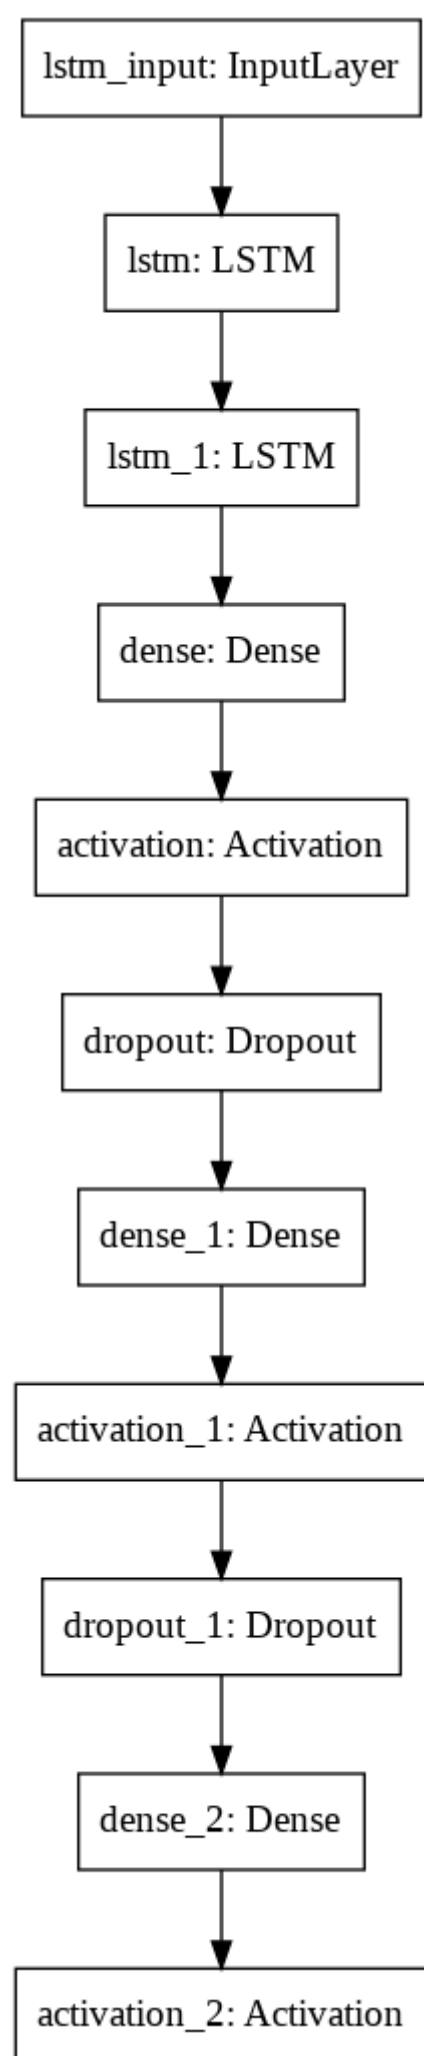 lstm_input: InputLayer
lstm: LSTM
lstm_1: LSTM
dense: Dense
activation: Activation
dropout: Dropout
dense_1: Dense
activation_1: Activation
dropout_1: Dropout
dense_2: Dense
activation_2: Activation